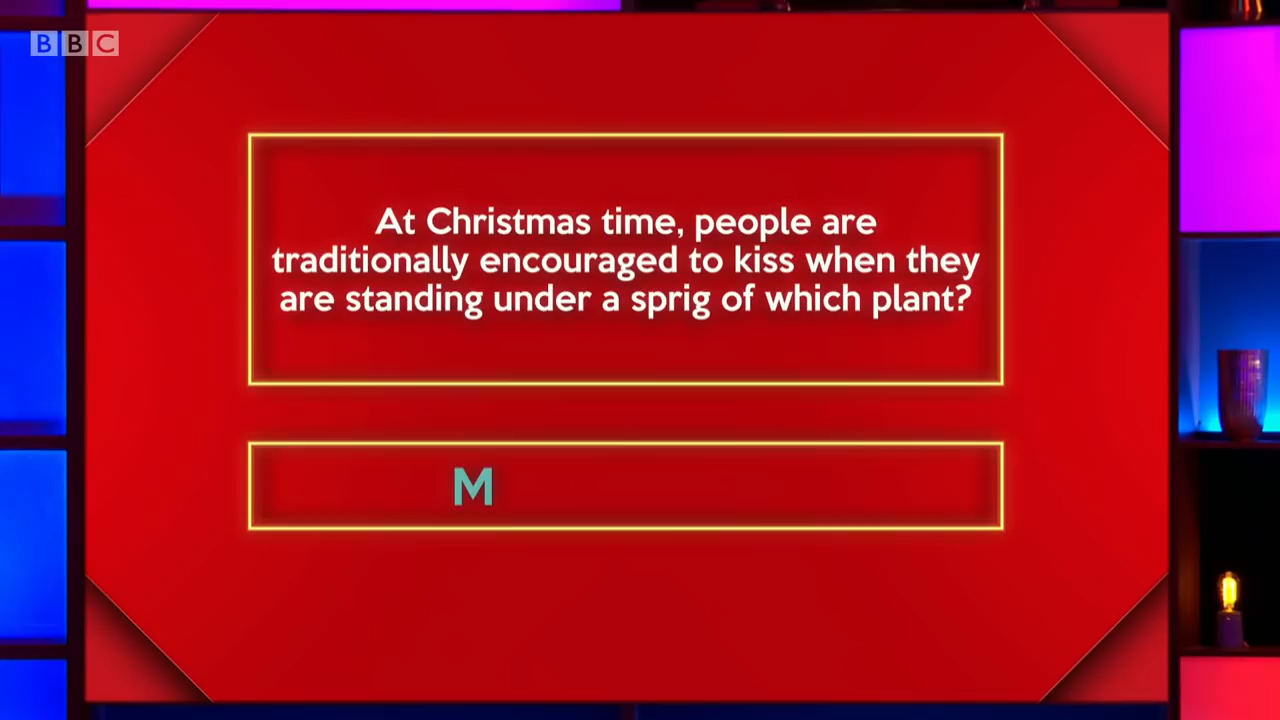 BBC
At Christmas time, people are
traditionally encouraged to kiss when they
are standing under a sprig of which plant?
M